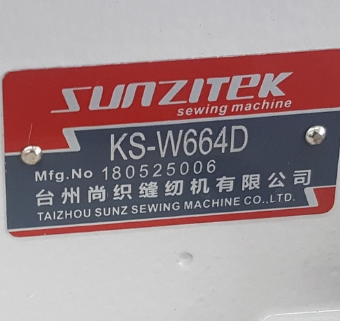 SUNZITEK
sewing machine
KS-W664D
Mfg.No 180525006
台州尚织缝纫机有限公司
TAIZHOU SUNZ SEWING MACHINE CO.,LTD.